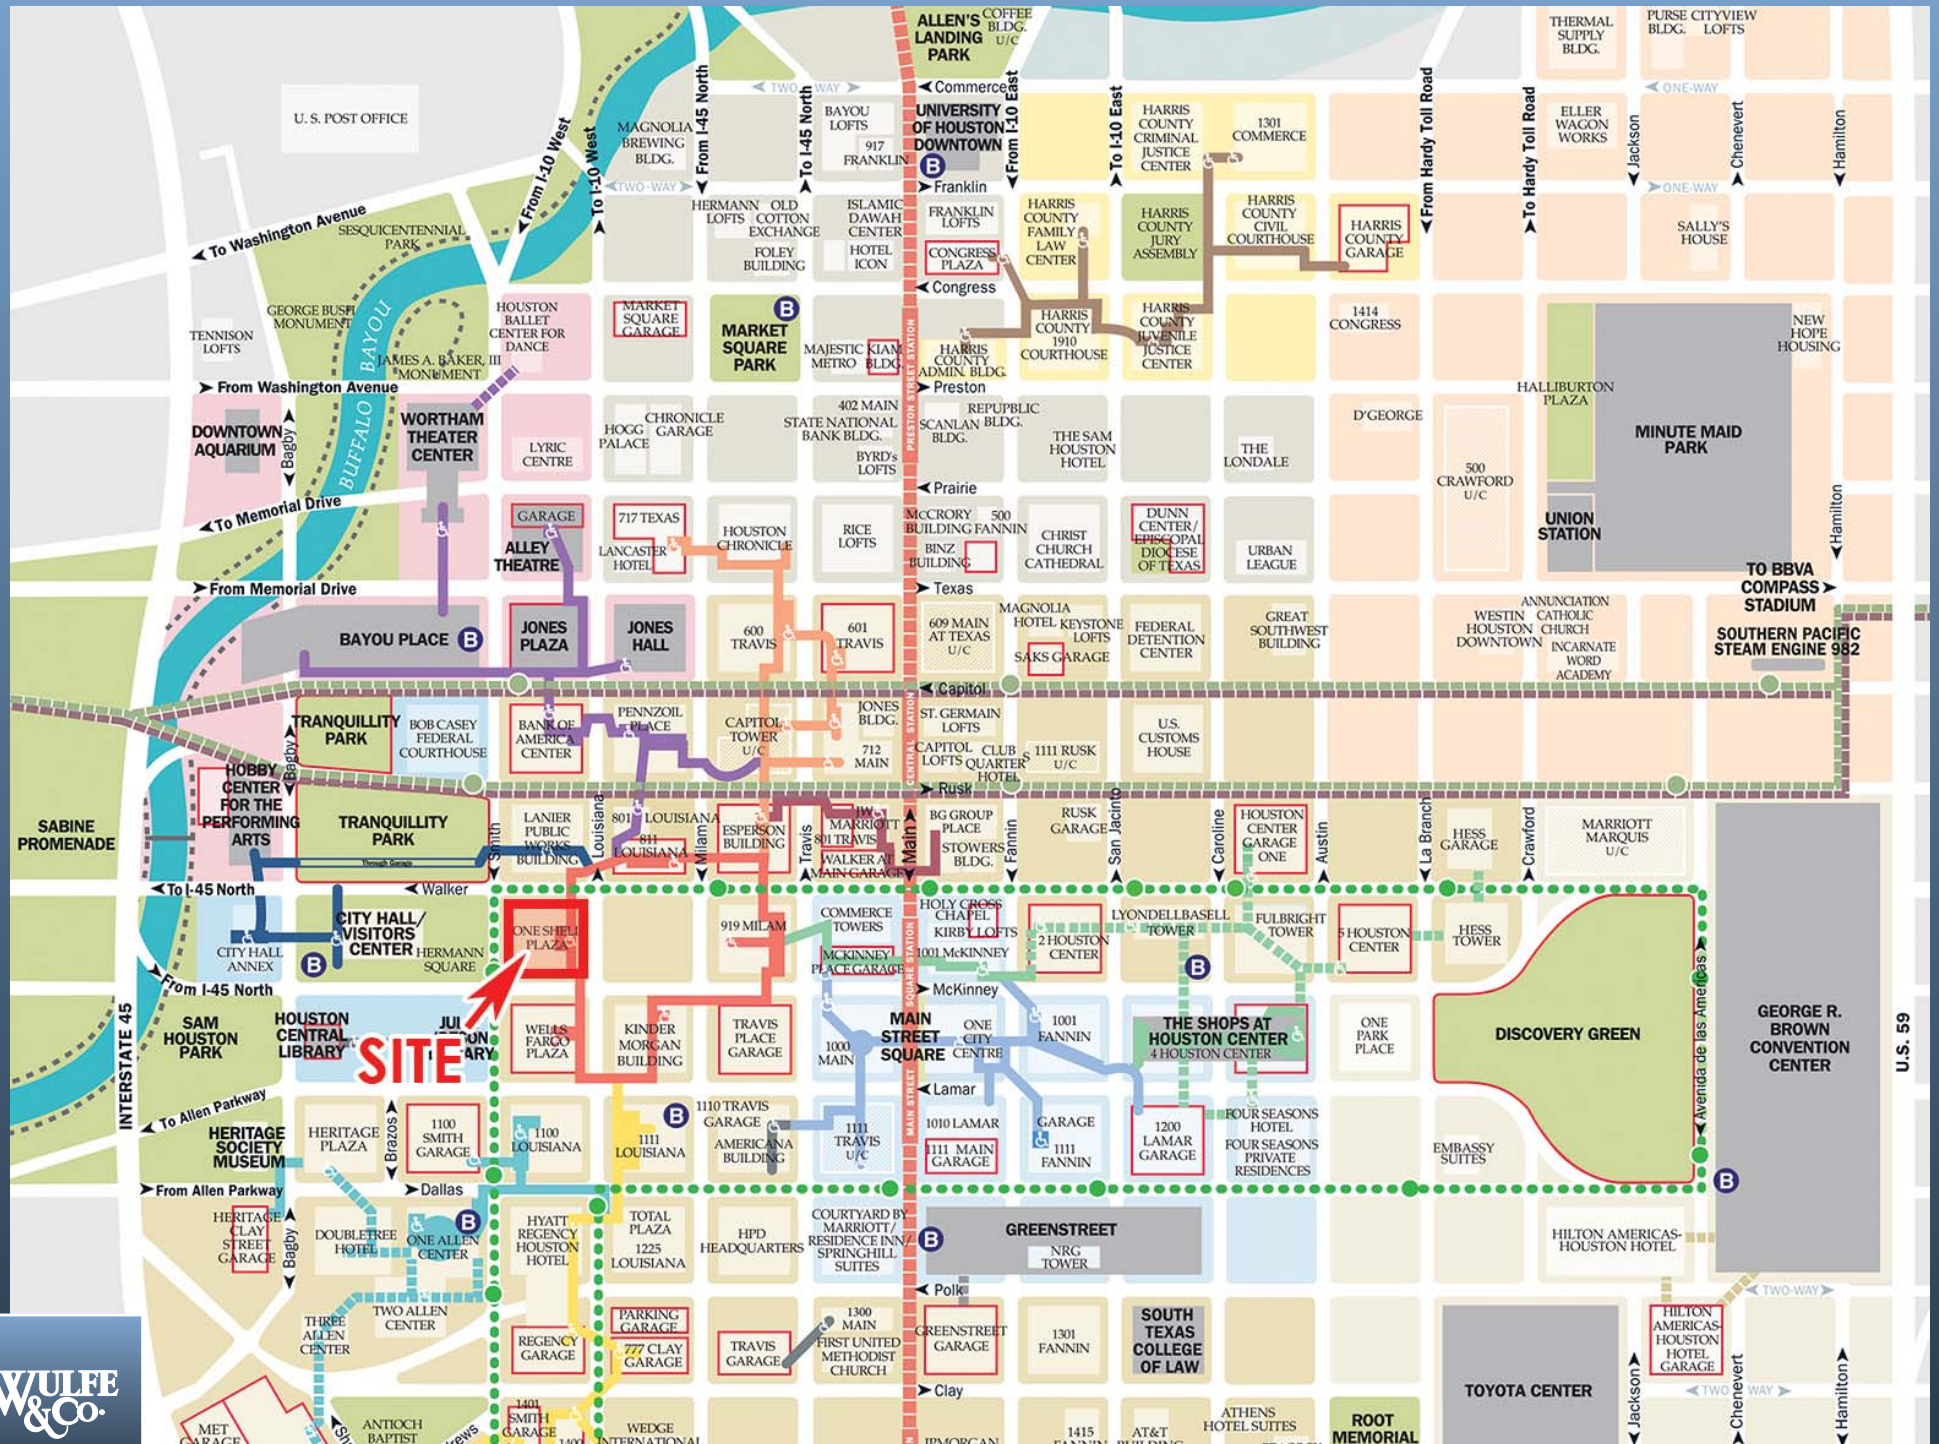 ALLEN'S
LANDING
PARK
COFFEE
BLDG.
U/C
THERMAL
SUPPLY
BLDG.
PURSE
BLDG.
CITYVIEW
LOFTS
TWO-WAY
Commerce
ONE-WAY
U. S. POST OFFICE
From I-10 West
To I-10 West
MAGNOLIA
BREWING
BLDG.
From I-45 North
To I-45 North
BAYOU
LOFTS
917
FRANKLIN
UNIVERSITY
OF HOUSTON
DOWNTOWN
B
From I-10 East
To I-10 East
HARRIS
COUNTY
CRIMINAL
JUSTICE
CENTER
1301
COMMERCE
From Hardy Toll Road
To Hardy Toll Road
ELLER
WAGON
WORKS
Jackson
Chenevert
Hamilton
TWO-WAY
Franklin
ONE-WAY
To Washington Avenue
SESQUICENTENNIAL
PARK
HERMANN
LOFTS
OLD
COTTON
EXCHANGE
FOLEY
BUILDING
ISLAMIC
DAWAH
CENTER
HOTEL
ICON
FRANKLIN
LOFTS
CONGRESS
PLAZA
HARRIS
COUNTY
FAMILY
LAW
CENTER
HARRIS
COUNTY
JURY
ASSEMBLY
HARRIS
COUNTY
CIVIL
COURTHOUSE
HARRIS
COUNTY
GARAGE
SALLY'S
HOUSE
Congress
TENNISON
LOFTS
GEORGE BUSH
MONUMENT
BUFFALO BAYOU
JAMES A. BAKER, III
MONUMENT
HOUSTON
BALLET
CENTER FOR
DANCE
MARKET
SQUARE
GARAGE
B
MARKET
SQUARE
PARK
MAJESTIC
METRO
KIAM
BLDG.
PRESTON STREET STATION
HARRIS
COUNTY
ADMIN. BLDG.
HARRIS
COUNTY
1910
COURTHOUSE
HARRIS
COUNTY
JUVENILE
JUSTICE
CENTER
1414
CONGRESS
NEW
HOPE
HOUSING
From Washington Avenue
Preston
HALLIBURTON
PLAZA
MINUTE MAID
PARK
DOWNTOWN
AQUARIUM
Bagby
WORTHAM
THEATER
CENTER
LYRIC
CENTRE
HOGG
PALACE
CHRONICLE
GARAGE
402 MAIN
STATE NATIONAL
BANK BLDG.
BYRD's
LOFTS
SCANLAN
BLDG.
REPUPBLIC
BLDG.
THE SAM
HOUSTON
HOTEL
THE
LONDALE
D'GEORGE
500
CRAWFORD
U/C
To Memorial Drive
Prairie
GARAGE
ALLEY
THEATRE
717 TEXAS
LANCASTER
HOTEL
HOUSTON
CHRONICLE
RICE
LOFTS
McCRORY
BUILDING
500
FANNIN
BINZ
BUILDING
CHRIST
CHURCH
CATHEDRAL
DUNN
CENTER/
EPISCOPAL
DIOCESE
OF TEXAS
URBAN
LEAGUE
UNION
STATION
Hamilton
From Memorial Drive
Texas
TO BBVA
COMPASS
STADIUM
BAYOU PLACE
B
JONES
PLAZA
JONES
HALL
600
TRAVIS
601
TRAVIS
609 MAIN
AT TEXAS
U/C
MAGNOLIA
HOTEL
KEYSTONE
LOFTS
SAKS GARAGE
FEDERAL
DETENTION
CENTER
GREAT
SOUTHWEST
BUILDING
WESTIN
HOUSTON
DOWNTOWN
ANNUNCIATION
CATHOLIC
CHURCH
INCARNATE
WORD
ACADEMY
SOUTHERN PACIFIC
STEAM ENGINE 982
Capitol
TRANQUILLITY
PARK
BOB CASEY
FEDERAL
COURTHOUSE
BANK OF
AMERICA
CENTER
PENNZOIL
PLACE
CAPITOL
TOWER
U/C
JONES
BLDG.
712
MAIN
CENTRAL STATION
ST. GERMAIN
LOFTS
CAPITOL
LOFTS
CLUB
QUARTERS
HOTEL
1111 RUSK
U/C
U.S.
CUSTOMS
HOUSE
Bagby
Rusk
HOBBY
CENTER
FOR THE
PERFORMING
ARTS
SABINE
PROMENADE
TRANQUILLITY
PARK
Through Garage
Smith
LANIER
PUBLIC
WORKS
BUILDING
Louisiana
801 LOUISIANA
811
LOUISIANA
Milam
ESPERSON
BUILDING
Travis
JW
MARRIOTT
801 TRAVIS
WALKER AT
MAIN GARAGE
Main
BG GROUP
PLACE
STOWERS
BLDG.
Fannin
RUSK
GARAGE
San Jacinto
Caroline
HOUSTON
CENTER
GARAGE
ONE
Austin
La Branch
HESS
GARAGE
Crawford
MARRIOTT
MARQUIS
U/C
To I-45 North
Walker
CITY HALL
ANNEX
CITY HALL/
VISITORS
CENTER
B
HERMANN
SQUARE
ONE SHELL
PLAZA
919 MILAM
COMMERCE
TOWERS
MCKINNEY
PLACE GARAGE
HOLY CROSS
CHAPEL
KIRBY LOFTS
1001 McKINNEY
2 HOUSTON
CENTER
LYONDELLBASELL
TOWER
B
FULBRIGHT
TOWER
5 HOUSTON
CENTER
HESS
TOWER
From I-45 North
McKinney
INTERSTATE 45
SAM
HOUSTON
PARK
HOUSTON
CENTRAL
LIBRARY
SITE
WELLS
FARGO
PLAZA
KINDER
MORGAN
BUILDING
TRAVIS
PLACE
GARAGE
1000
MAIN
MAIN
STREET
SQUARE
MAIN STREET SQUARE STATION
ONE
CITY
CENTRE
1001
FANNIN
THE SHOPS AT
HOUSTON CENTER
4 HOUSTON CENTER
ONE
PARK
PLACE
DISCOVERY GREEN
Avenida de las Americas
GEORGE R.
BROWN
CONVENTION
CENTER
U.S. 59
Lamar
To Allen Parkway
HERITAGE
SOCIETY
MUSEUM
HERITAGE
PLAZA
Brazos
1100
SMITH
GARAGE
1100
LOUISIANA
B
1111
LOUISIANA
1110 TRAVIS
GARAGE
AMERICANA
BUILDING
1111
TRAVIS
U/C
1010 LAMAR
1111 MAIN
GARAGE
GARAGE
1111
FANNIN
1200
LAMAR
GARAGE
FOUR SEASONS
HOTEL
FOUR SEASONS
PRIVATE
RESIDENCES
EMBASSY
SUITES
B
From Allen Parkway
Dallas
HERITAGE
CLAY
STREET
GARAGE
Bagby
DOUBLETREE
HOTEL
B
ONE ALLEN
CENTER
HYATT
REGENCY
HOUSTON
HOTEL
TOTAL
PLAZA
1225
LOUISIANA
HPD
HEADQUARTERS
COURTYARD BY
MARRIOTT/
RESIDENCE INN/
SPRINGHILL
SUITES
B
GREENSTREET
NRG
TOWER
HILTON AMERICAS-
HOUSTON HOTEL
Polk
TWO-WAY
THREE
ALLEN
CENTER
TWO ALLEN
CENTER
REGENCY
GARAGE
PARKING
GARAGE
777 CLAY
GARAGE
TRAVIS
GARAGE
1300
MAIN
FIRST UNITED
METHODIST
CHURCH
GREENSTREET
GARAGE
1301
FANNIN
SOUTH
TEXAS
COLLEGE
OF LAW
TOYOTA CENTER
HILTON
AMERICAS-
HOUSTON
HOTEL
GARAGE
Jackson
Chenevert
Hamilton
TWO-WAY
Clay
WULFE
&Co.
MET
GARAGE
ANTIOCH
BAPTIST
1401
SMITH
GARAGE
WEDGE
INTERNATIONAL
JPMORGAN
1415
FANNIN
AT&T
ATHENS
HOTEL SUITES
ROOT
MEMORIAL